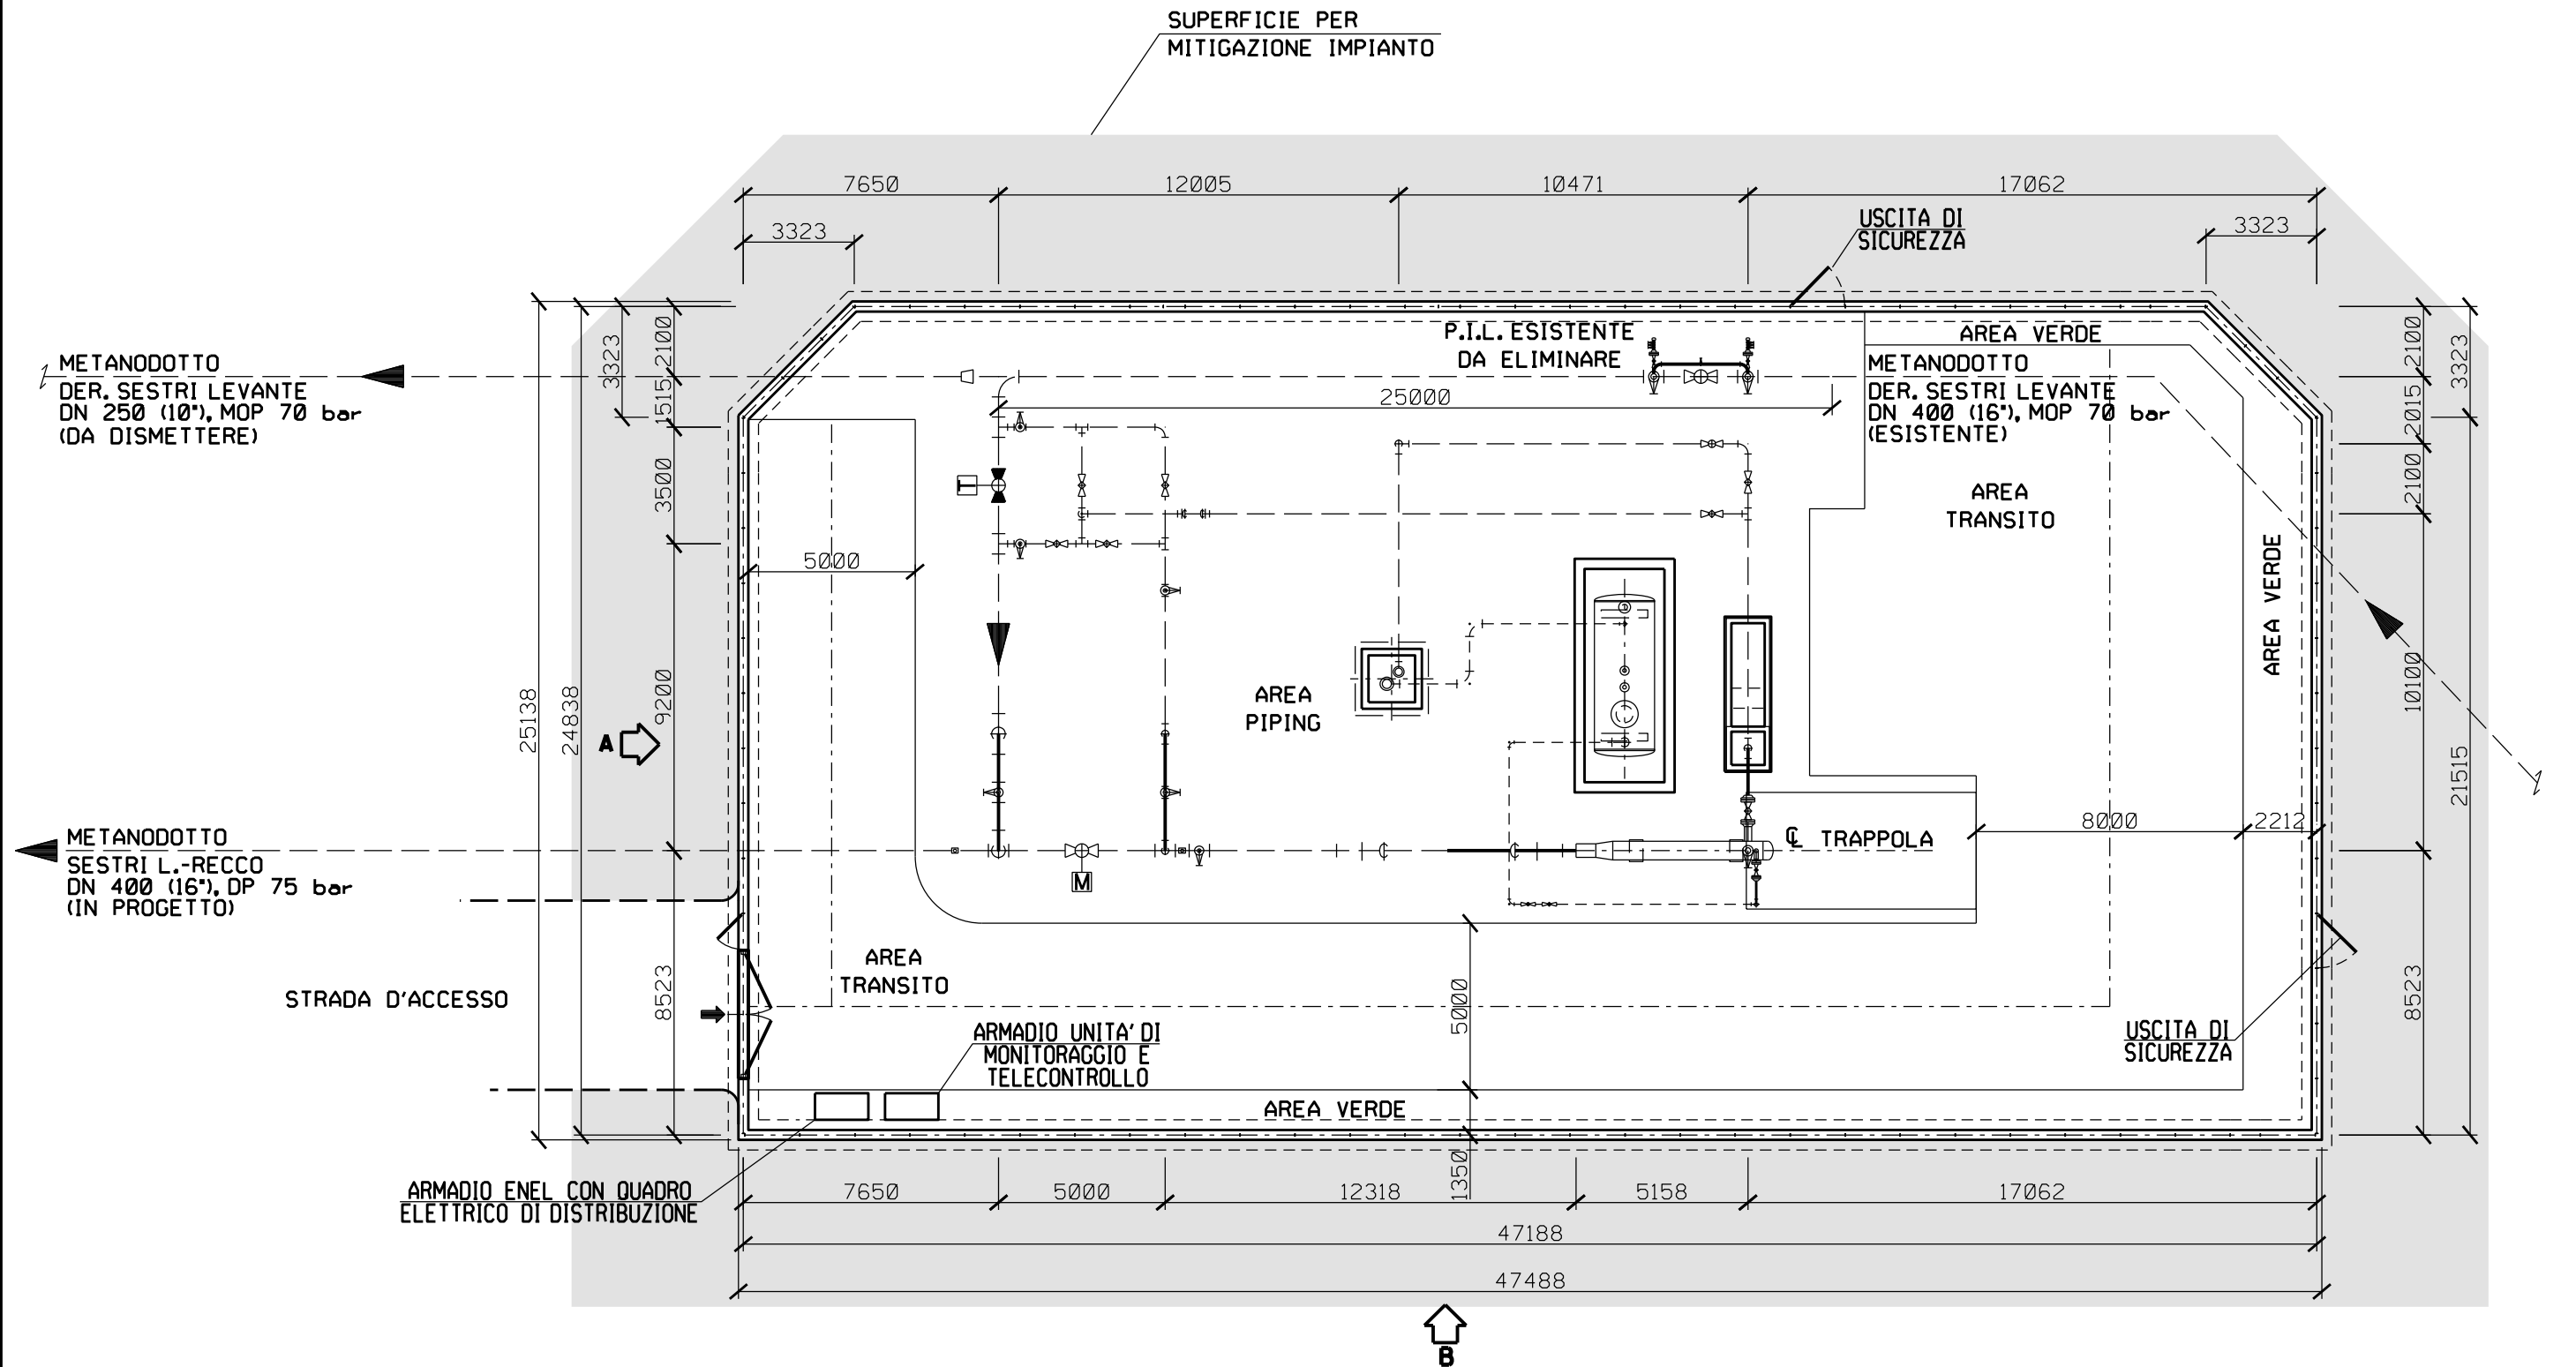 SUPERFICIE PER
MITIGAZIONE IMPIANTO
7650
12005
10471
17062
3323
USCITA DI
SICUREZZA
3323
METANODOTTO
DER. SESTRI LEVANTE
DN 250 (10"), MOP 70 bar
(DA DISMETTERE)
25138
24838
3323
2100
1515
3500
9200
8523
P.I.L. ESISTENTE
DA ELIMINARE
25000
AREA VERDE
METANODOTTO
DER. SESTRI LEVANTE
DN 400 (16"), MOP 70 bar
(ESISTENTE)
2100
2015
2100
10100
8523
3323
21515
AREA
TRANSITO
AREA VERDE
5000
T
AREA
PIPING
A
METANODOTTO
SESTRI L.-RECCO
DN 400 (16"), DP 75 bar
(IN PROGETTO)
M
℄ TRAPPOLA
8000
2212
AREA
TRANSITO
STRADA D'ACCESSO
5000
ARMADIO UNITA' DI
MONITORAGGIO E
TELECONTROLLO
USCITA DI
SICUREZZA
AREA VERDE
1350
ARMADIO ENEL CON QUADRO
ELETTRICO DI DISTRIBUZIONE
7650
5000
12318
5158
17062
47188
47488
B